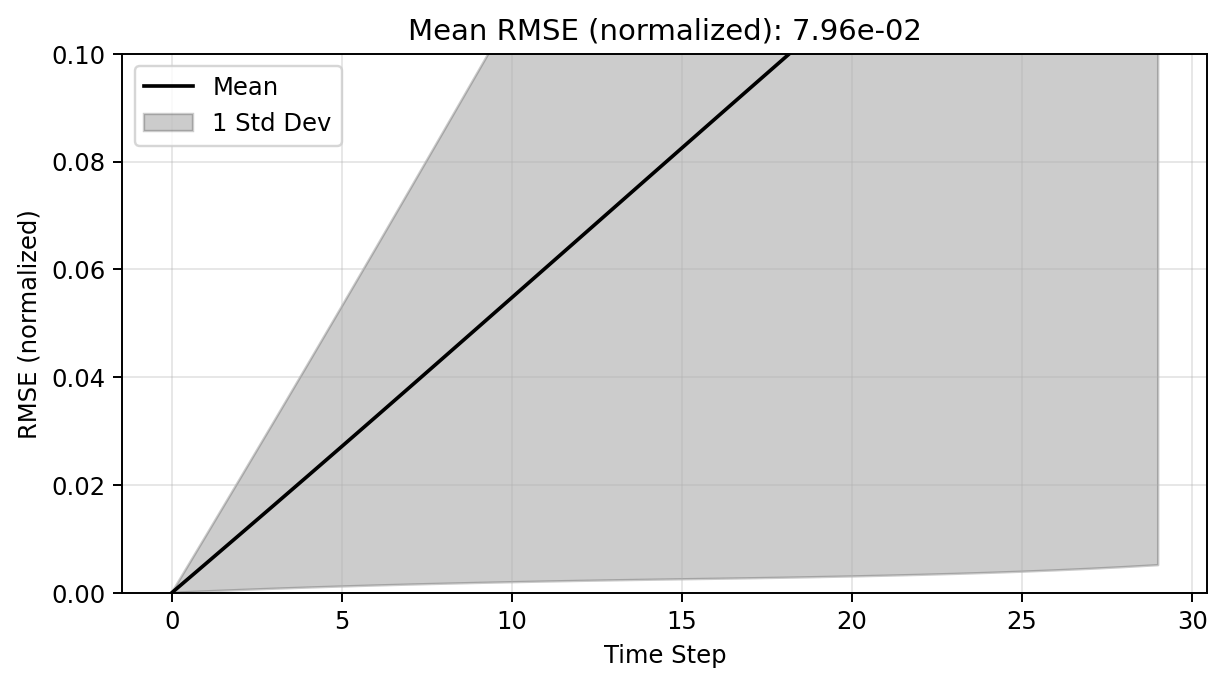 Mean RMSE (normalized): 7.96e-02
Mean
1 Std Dev
RMSE (normalized)
0.10
0.08
0.06
0.04
0.02
0.00
0 5 10 15 20 25 30
Time Step